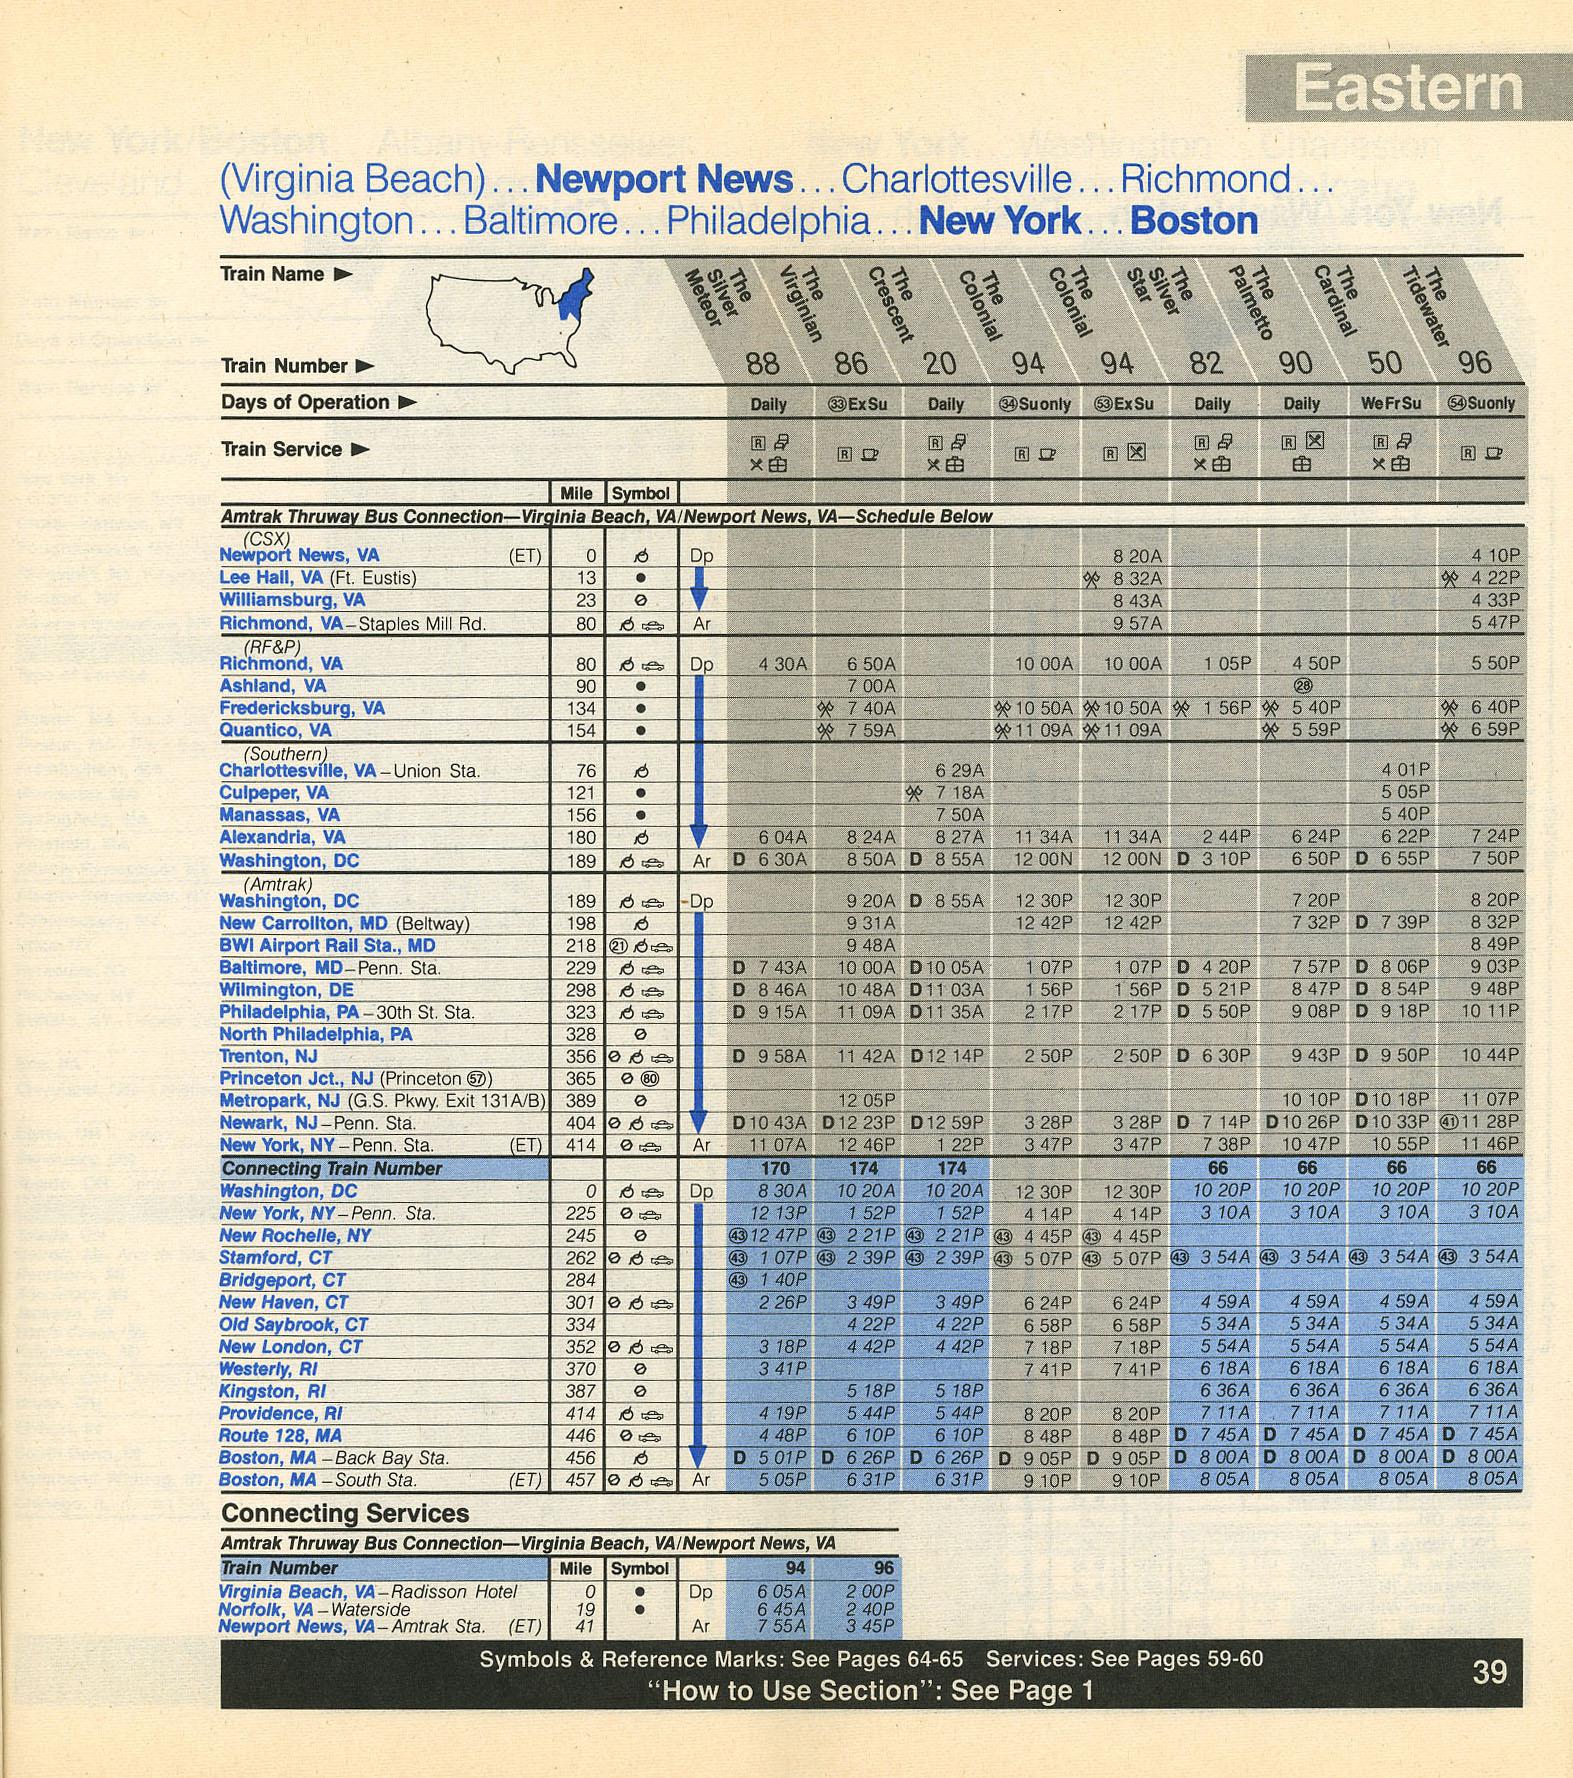 Eastern
(Virginia Beach)...Newport News...Charlottesville...Richmond...
Washington...Baltimore...Philadelphia...New York...Boston
Train Name ► The Silver Meteor The Virginian The Crescent The Colonial The Colonial The Silver Star The Palmetto The Cardinal The Tidewater
Train Number ► 88 86 20 94 94 82 90 50 96
Days of Operation ► Daily ㉝ExSu Daily ㉞Su only ㊳ExSu Daily Daily WeFrSu 54 Su only
Train Service ► R R R R R R R R R
Mile Symbol
Amtrak Thruway Bus Connection—Virginia Beach, VA/Newport News, VA—Schedule Below
(CSX)
Newport News, VA (ET) 0 Dp 8 20A 4 10P
Lee Hall, VA (Ft. Eustis) 13 ● 8 32A 4 22P
Williamsburg, VA 23 8 43A 4 33P
Richmond, VA–Staples Mill Rd. 80 Ar 9 57A 5 47P
(RF&P)
Richmond, VA 80 Dp 4 30A 6 50A 10 00A 10 00A 1 05P 4 50P 5 50P
Ashland, VA 90 ● 7 00A ㉘
Fredericksburg, VA 134 ● 7 40A 10 50A 10 50A 1 56P 5 40P 6 40P
Quantico, VA 154 ● 7 59A 11 09A 11 09A 5 59P 6 59P
(Southern)
Charlottesville, VA–Union Sta. 76 6 29A 4 01P
Culpeper, VA 121 ● 7 18A 5 05P
Manassas, VA 156 ● 7 50A 5 40P
Alexandria, VA 180 6 04A 8 24A 8 27A 11 34A 11 34A 2 44P 6 24P 6 22P 7 24P
Washington, DC 189 Ar D 6 30A 8 50A D 8 55A 12 00N 12 00N D 3 10P 6 50P D 6 55P 7 50P
(Amtrak)
Washington, DC 189 Dp 9 20A D 8 55A 12 30P 12 30P 7 20P 8 20P
New Carrollton, MD (Beltway) 198 9 31A 12 42P 12 42P 7 32P D 7 39P 8 32P
BWI Airport Rail Sta., MD 218 ㉑ 9 48A 8 49P
Baltimore, MD–Penn. Sta. 229 D 7 43A 10 00A D 10 05A 1 07P 1 07P D 4 20P 7 57P D 8 06P 9 03P
Wilmington, DE 298 D 8 46A 10 48A D 11 03A 1 56P 1 56P D 5 21P 8 47P D 8 54P 9 48P
Philadelphia, PA–30th St. Sta. 323 D 9 15A 11 09A D 11 35A 2 17P 2 17P D 5 50P 9 08P D 9 18P 10 11P
North Philadelphia, PA 328
Trenton, NJ 356 D 9 58A 11 42A D 12 14P 2 50P 2 50P D 6 30P 9 43P D 9 50P 10 44P
Princeton Jct., NJ (Princeton 57) 365 80
Metropark, NJ (G.S. Pkwy. Exit 131A/B) 389 12 05P 10 10P D 10 18P 11 07P
Newark, NJ–Penn. Sta. 404 D 10 43A D 12 23P D 12 59P 3 28P 3 28P D 7 14P D 10 26P D 10 33P ㊶ 11 28P
New York, NY–Penn. Sta. (ET) 414 Ar 11 07A 12 46P 1 22P 3 47P 3 47P 7 38P 10 47P 10 55P 11 46P
Connecting Train Number 170 174 174 66 66 66 66
Washington, DC 0 Dp 8 30A 10 20A 10 20A 12 30P 12 30P 10 20P 10 20P 10 20P 10 20P
New York, NY–Penn. Sta. 225 12 13P 1 52P 1 52P 4 14P 4 14P 3 10A 3 10A 3 10A 3 10A
New Rochelle, NY 245 ㊸ 12 47P ㊸ 2 21P ㊸ 2 21P ㊸ 4 45P ㊸ 4 45P
Stamford, CT 262 ㊸ 1 07P ㊸ 2 39P ㊸ 2 39P ㊸ 5 07P ㊸ 5 07P ㊸ 3 54A ㊸ 3 54A ㊸ 3 54A ㊸ 3 54A
Bridgeport, CT 284 ㊸ 1 40P
New Haven, CT 301 2 26P 3 49P 3 49P 6 24P 6 24P 4 59A 4 59A 4 59A 4 59A
Old Saybrook, CT 334 4 22P 4 22P 6 58P 6 58P 5 34A 5 34A 5 34A 5 34A
New London, CT 352 3 18P 4 42P 4 42P 7 18P 7 18P 5 54A 5 54A 5 54A 5 54A
Westerly, RI 370 3 41P 7 41P 7 41P 6 18A 6 18A 6 18A 6 18A
Kingston, RI 387 5 18P 5 18P 6 36A 6 36A 6 36A 6 36A
Providence, RI 414 4 19P 5 44P 5 44P 8 20P 8 20P 7 11A 7 11A 7 11A 7 11A
Route 128, MA 446 4 48P 6 10P 6 10P 8 48P 8 48P D 7 45A D 7 45A D 7 45A D 7 45A
Boston, MA–Back Bay Sta. 456 D 5 01P D 6 26P D 6 26P D 9 05P D 9 05P D 8 00A D 8 00A D 8 00A D 8 00A
Boston, MA–South Sta. (ET) 457 Ar 5 05P 6 31P 6 31P 9 10P 9 10P 8 05A 8 05A 8 05A 8 05A
Connecting Services
Amtrak Thruway Bus Connection—Virginia Beach, VA/Newport News, VA
Train Number Mile Symbol 94 96
Virginia Beach, VA–Radisson Hotel 0 ● Dp 6 05A 2 00P
Norfolk, VA–Waterside 19 ● 6 45A 2 40P
Newport News, VA–Amtrak Sta. (ET) 41 Ar 7 55A 3 45P
Symbols & Reference Marks: See Pages 64-65 Services: See Pages 59-60
"How to Use Section": See Page 1
39